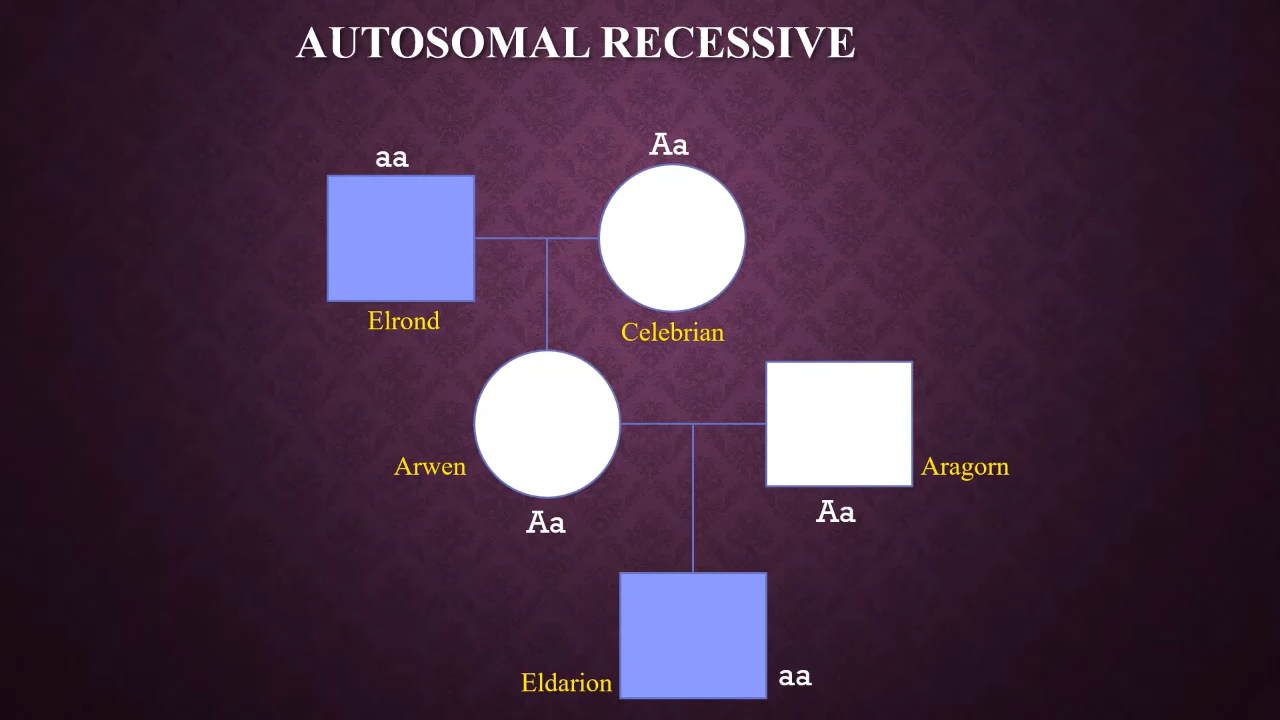 AUTOSOMAL RECESSIVE
aa
Aa
Elrond
Celebrian
Arwen
Aragorn
Aa
Aa
Eldarion
aa